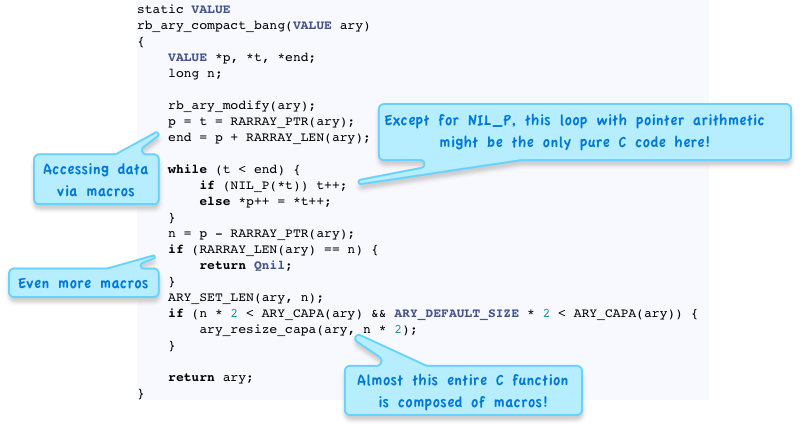 static VALUE
rb_ary_compact_bang(VALUE ary)
{
    VALUE *p, *t, *end;
    long n;

    rb_ary_modify(ary);
    p = t = RARRAY_PTR(ary);
    end = p + RARRAY_LEN(ary);

    while (t < end) {
        if (NIL_P(*t)) t++;
        else *p++ = *t++;
    }
    n = p - RARRAY_PTR(ary);
    if (RARRAY_LEN(ary) == n) {
        return Qnil;
    }
    ARY_SET_LEN(ary, n);
    if (n * 2 < ARY_CAPA(ary) && ARY_DEFAULT_SIZE * 2 < ARY_CAPA(ary)) {
        ary_resize_capa(ary, n * 2);
    }

    return ary;
}
Except for NIL_P, this loop with pointer arithmetic
might be the only pure C code here!
Accessing data
via macros
Even more macros
Almost this entire C function
is composed of macros!